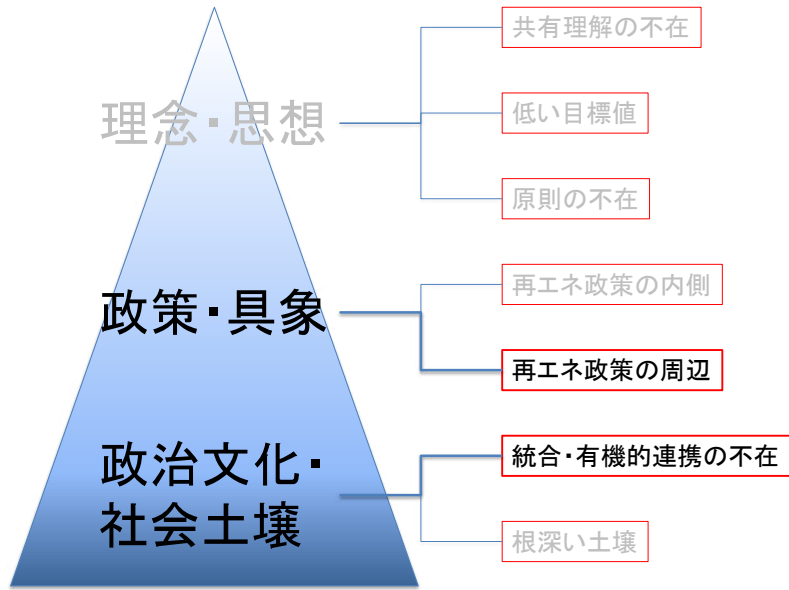 理念・思想
共有理解の不在
低い目標値
原則の不在
政策・具象
再エネ政策の内側
再エネ政策の周辺
政治文化・
社会土壌
統合・有機的連携の不在
根深い土壌